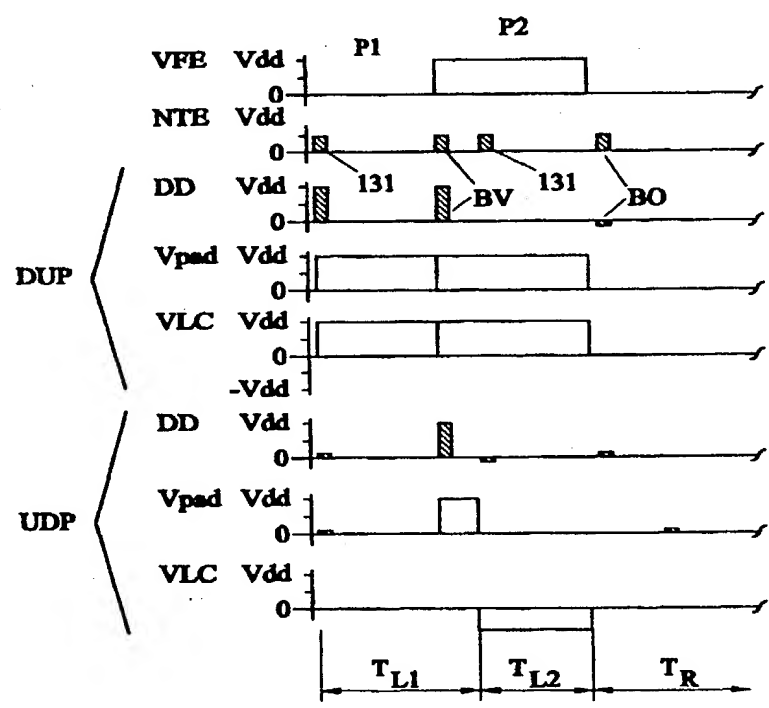 P1 P2
VFE Vdd
0
NTE Vdd
0
131 BV 131 BO
DUP
DD Vdd
0
Vpad Vdd
0
VLC Vdd
0
-Vdd
UDP
DD Vdd
0
Vpad Vdd
0
VLC Vdd
0
TL1 TL2 TR